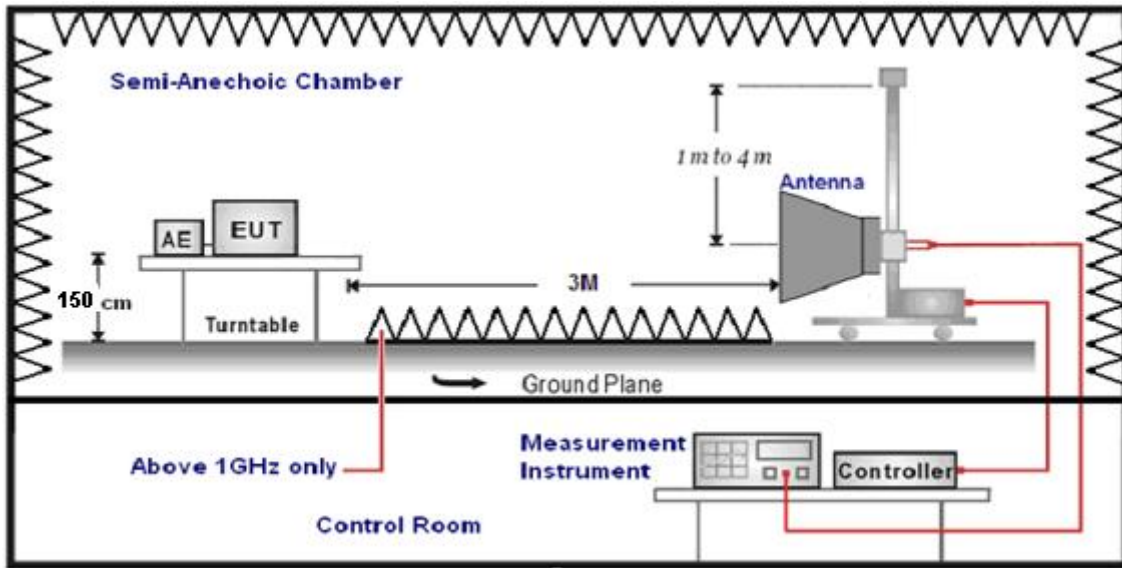 Semi-Anechoic Chamber
1 m to 4 m
Antenna
AE
EUT
150 cm
3M
Turntable
Ground Plane
Above 1GHz only
Measurement
Instrument
Controller
Control Room